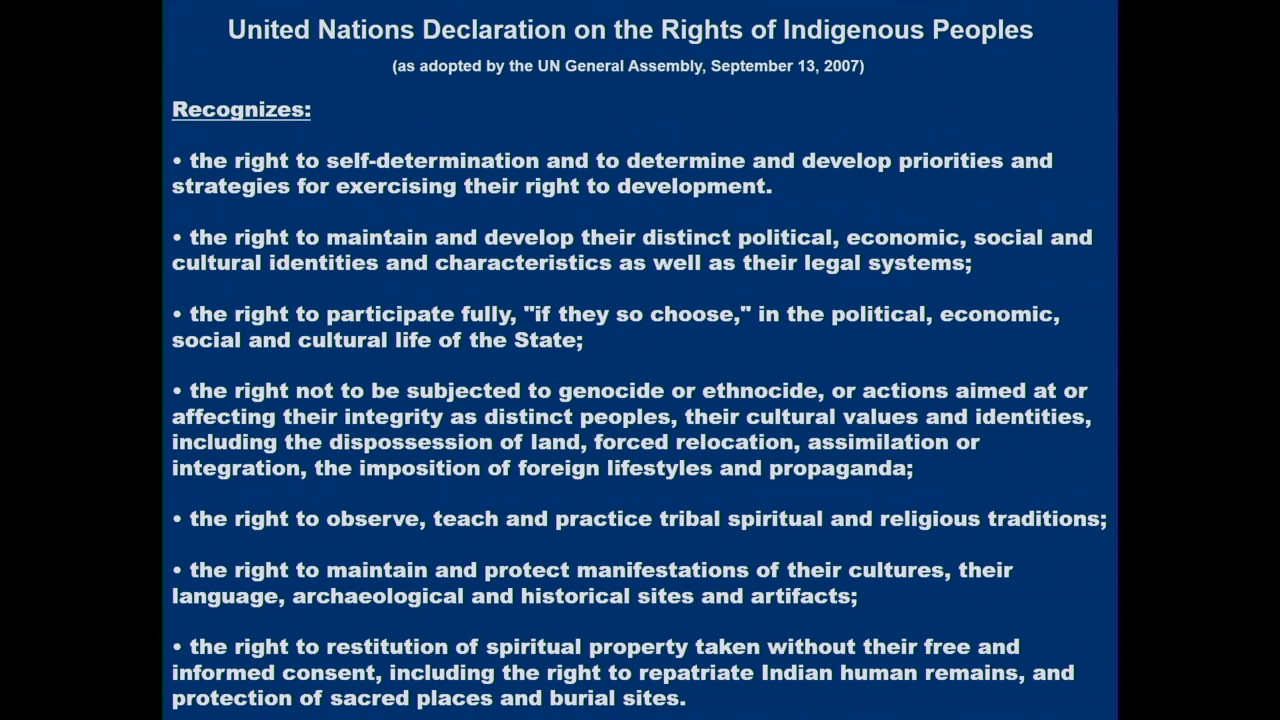 United Nations Declaration on the Rights of Indigenous Peoples
(as adopted by the UN General Assembly, September 13, 2007)
Recognizes:
• the right to self-determination and to determine and develop priorities and
strategies for exercising their right to development.
• the right to maintain and develop their distinct political, economic, social and
cultural identities and characteristics as well as their legal systems;
• the right to participate fully, "if they so choose," in the political, economic,
social and cultural life of the State;
• the right not to be subjected to genocide or ethnocide, or actions aimed at or
affecting their integrity as distinct peoples, their cultural values and identities,
including the dispossession of land, forced relocation, assimilation or
integration, the imposition of foreign lifestyles and propaganda;
• the right to observe, teach and practice tribal spiritual and religious traditions;
• the right to maintain and protect manifestations of their cultures, their
language, archaeological and historical sites and artifacts;
• the right to restitution of spiritual property taken without their free and
informed consent, including the right to repatriate Indian human remains, and
protection of sacred places and burial sites.